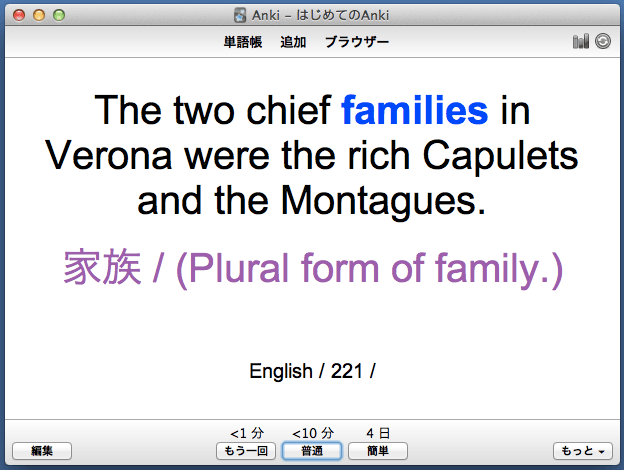 Anki – はじめてのAnki
単語帳 追加 ブラウザー
The two chief families in
Verona were the rich Capulets
and the Montagues.
家族 / (Plural form of family.)
English / 221 /
<1 分 <10 分 4 日
編集 もう一回 普通 簡単 もっと